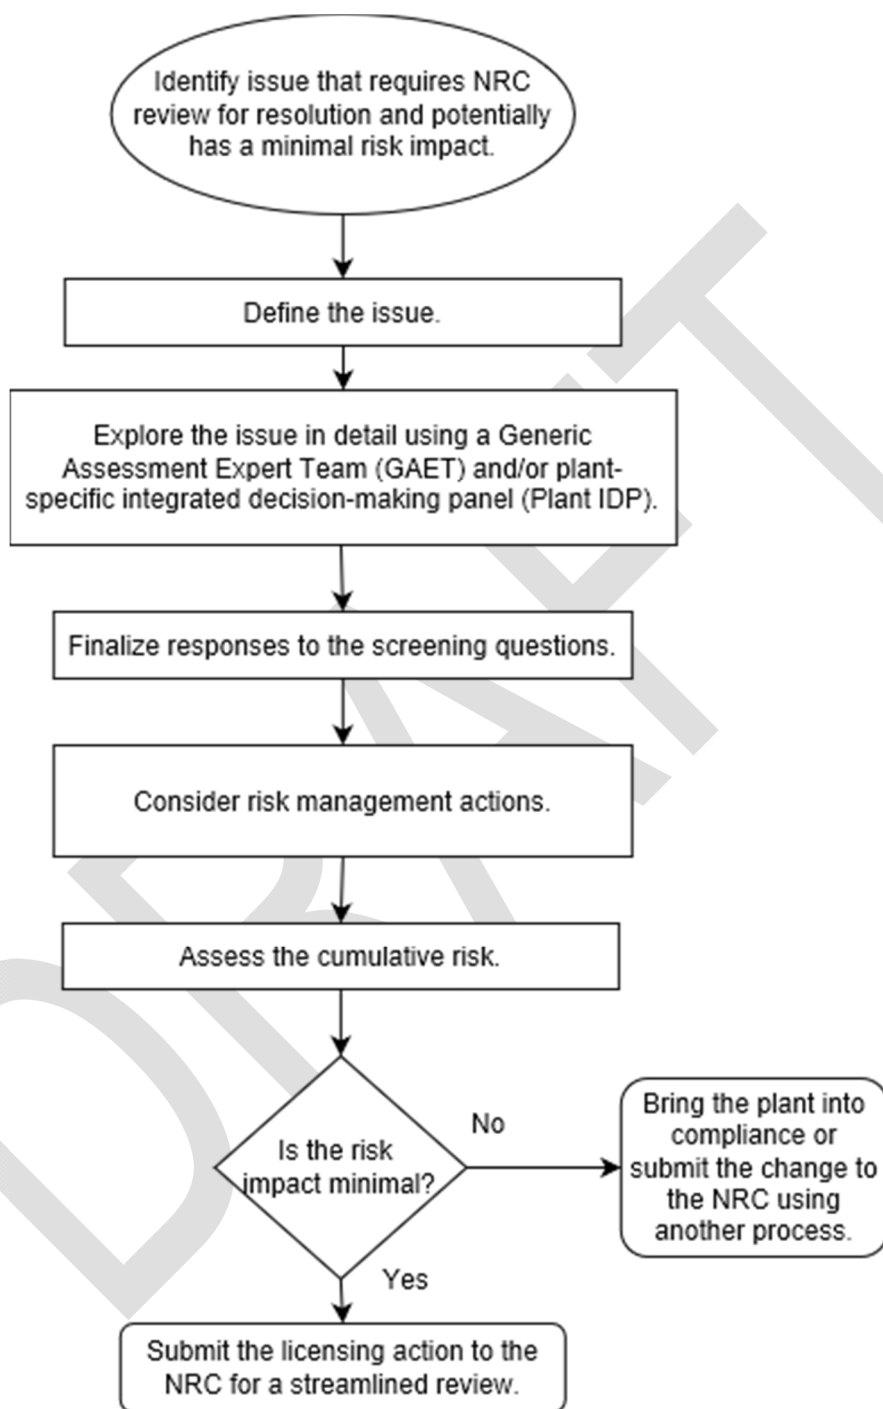 Identify issue that requires NRC
review for resolution and potentially
has a minimal risk impact.
Define the issue.
Explore the issue in detail using a Generic
Assessment Expert Team (GAET) and/or plant-
specific integrated decision-making panel (Plant IDP).
Finalize responses to the screening questions.
Consider risk management actions.
Assess the cumulative risk.
Is the risk
impact minimal?
No
Bring the plant into
compliance or
submit the change to
the NRC using
another process.
Yes
Submit the licensing action to the
NRC for a streamlined review.
DRAFT